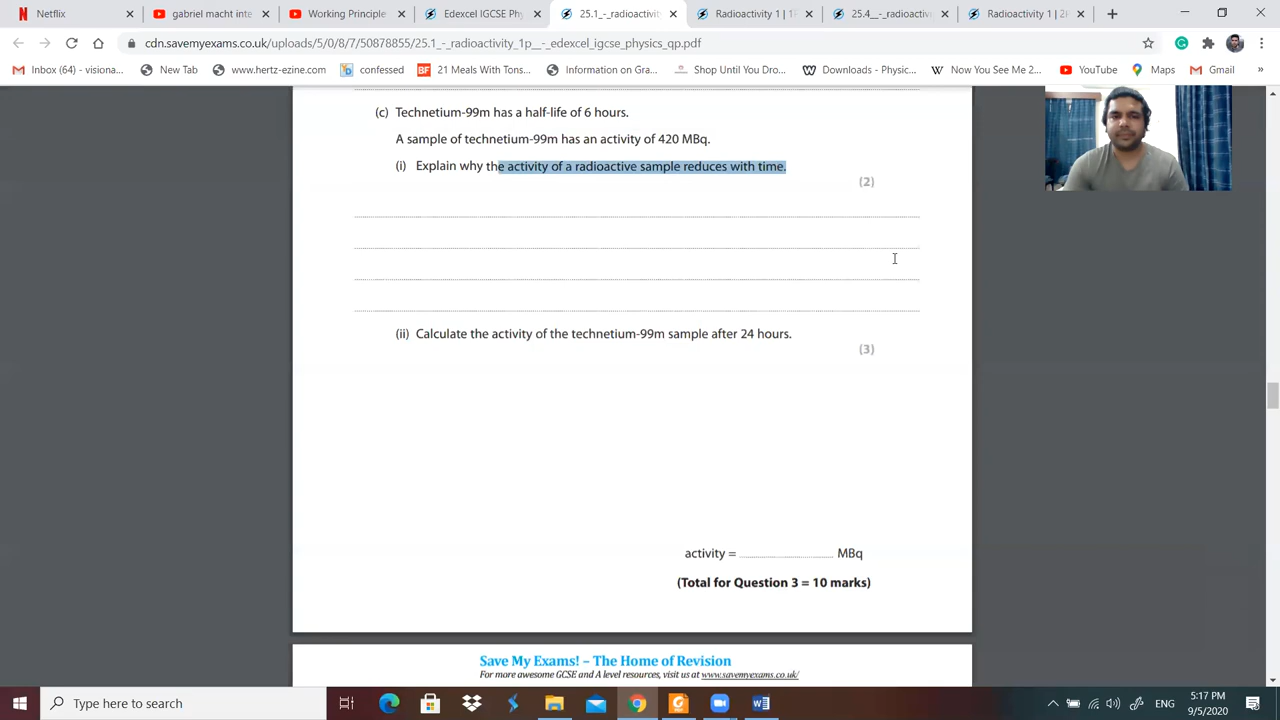 Netflix
gabriel macht inte
Working Principle
Edexcel IGCSE Phy
25.1_-_radioactivi
Radioactivity 1 | 1
25.4__-_radioactiv
Radioactivity 1 | 2
cdn.savemyexams.co.uk/uploads/5/0/8/7/50878855/25.1_-_radioactivity_1p__-_edexcel_igcse_physics_qp.pdf
Inbox (64) - visiona...
New Tab
www.hertz-ezine.com
confessed
BF 21 Meals With Tons...
Information on Gra...
Shop Until You Dro...
Downloads - Physic...
W Now You See Me 2...
YouTube
Maps
Gmail
»
(c) Technetium-99m has a half-life of 6 hours.
A sample of technetium-99m has an activity of 420 MBq.
(i) Explain why the activity of a radioactive sample reduces with time.
(2)
(ii) Calculate the activity of the technetium-99m sample after 24 hours.
(3)
activity = .............................. MBq
(Total for Question 3 = 10 marks)
Save My Exams! – The Home of Revision
For more awesome GCSE and A level resources, visit us at www.savemyexams.co.uk/
Type here to search
ENG
5:17 PM
9/5/2020